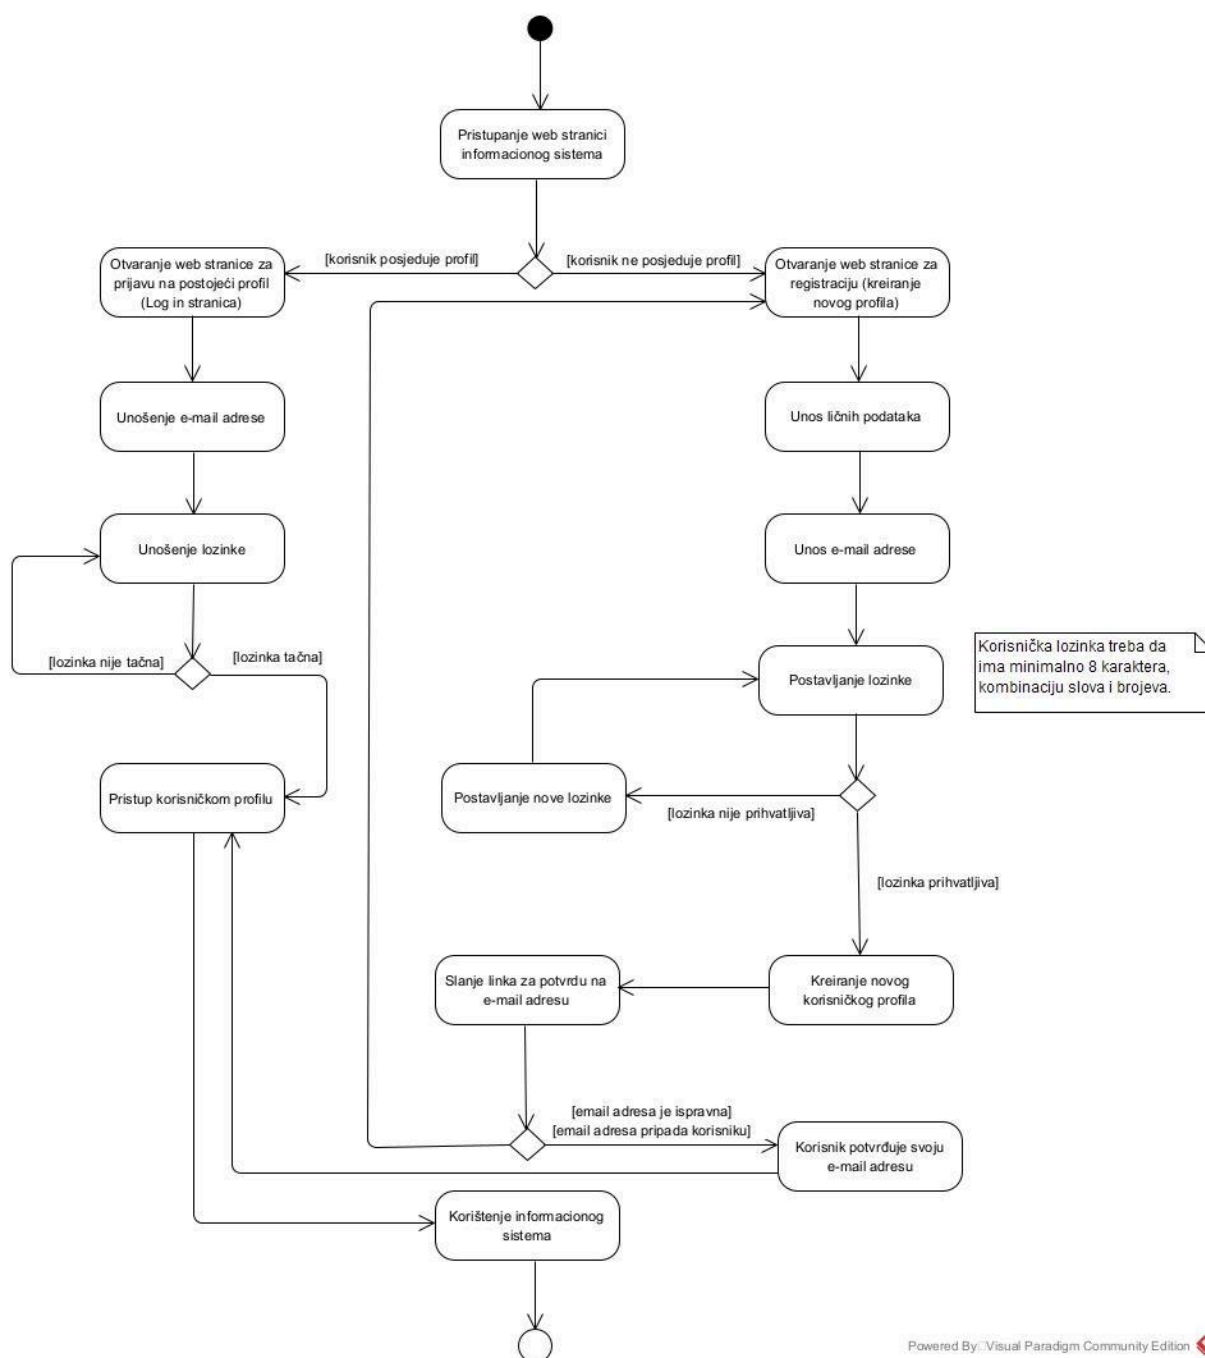 Pristupanje web stranici
informacionog sistema
[korisnik posjeduje profil]
[korisnik ne posjeduje profil]
Otvaranje web stranice za
prijavu na postojeći profil
(Log in stranica)
Otvaranje web stranice za
registraciju (kreiranje
novog profila)
Unošenje e-mail adrese
Unos ličnih podataka
Unošenje lozinke
Unos e-mail adrese
[lozinka nije tačna]
[lozinka tačna]
Postavljanje lozinke
Korisnička lozinka treba da
ima minimalno 8 karaktera,
kombinaciju slova i brojeva.
Pristup korisničkom profilu
Postavljanje nove lozinke
[lozinka nije prihvatljiva]
[lozinka prihvatljiva]
Slanje linka za potvrdu na
e-mail adresu
Kreiranje novog
korisničkog profila
[email adresa je ispravna]
[email adresa pripada korisniku]
Korisnik potvrđuje svoju
e-mail adresu
Korištenje informacionog
sistema
Powered By Visual Paradigm Community Edition